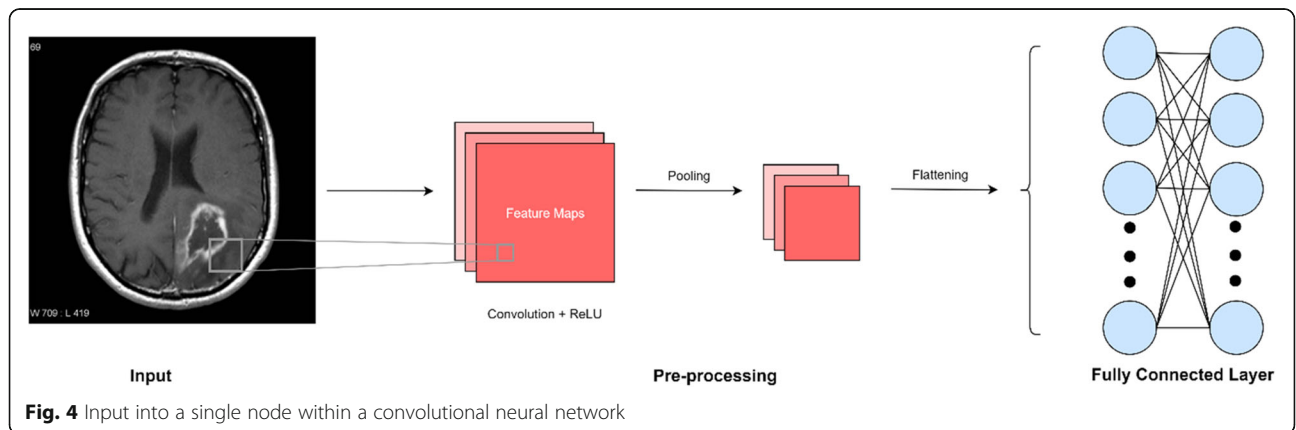 69
W 709 : L 419
Feature Maps
Convolution + ReLU
Pooling
Flattening
Input
Pre-processing
Fully Connected Layer
Fig. 4 Input into a single node within a convolutional neural network